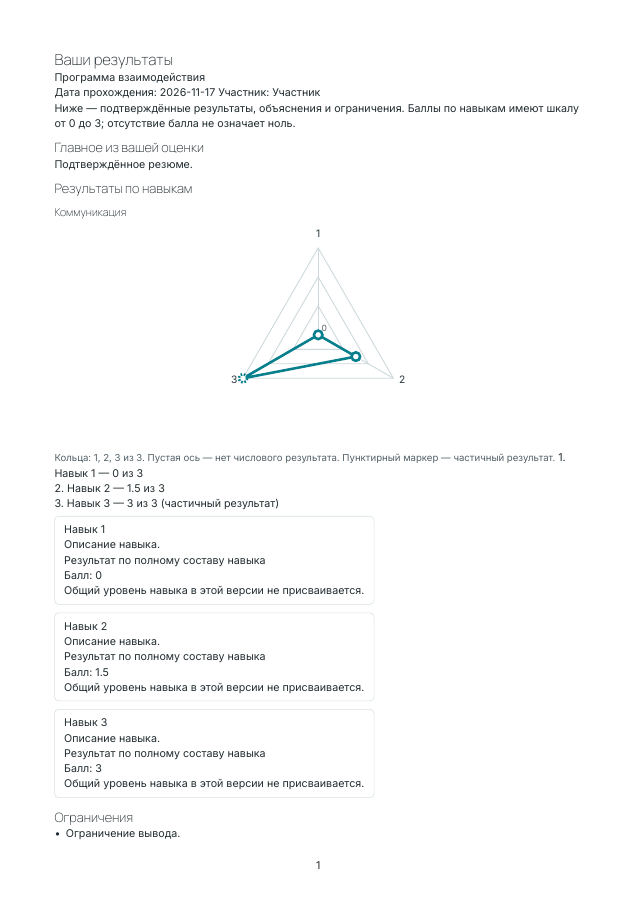 Ваши результаты
Программа взаимодействия
Дата прохождения: 2026-11-17 Участник: Участник
Ниже — подтверждённые результаты, объяснения и ограничения. Баллы по навыкам имеют шкалу
от 0 до 3; отсутствие балла не означает ноль.
Главное из вашей оценки
Подтверждённое резюме.
Результаты по навыкам
Коммуникация
1
0
3
2
Кольца: 1, 2, 3 из 3. Пустая ось — нет числового результата. Пунктирный маркер — частичный результат. 1.
Навык 1 — 0 из 3
2. Навык 2 — 1.5 из 3
3. Навык 3 — 3 из 3 (частичный результат)
Навык 1
Описание навыка.
Результат по полному составу навыка
Балл: 0
Общий уровень навыка в этой версии не присваивается.
Навык 2
Описание навыка.
Результат по полному составу навыка
Балл: 1.5
Общий уровень навыка в этой версии не присваивается.
Навык 3
Описание навыка.
Результат по полному составу навыка
Балл: 3
Общий уровень навыка в этой версии не присваивается.
Ограничения
• Ограничение вывода.
1